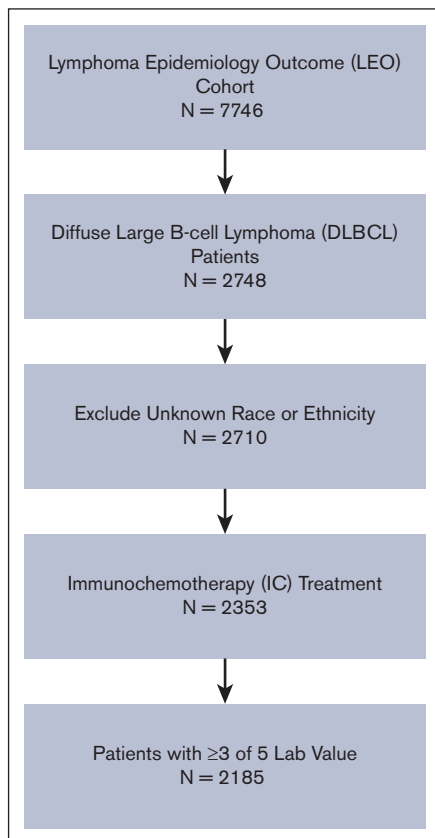 Lymphoma Epidemiology Outcome (LEO)
Cohort
N = 7746
Diffuse Large B-cell Lymphoma (DLBCL)
Patients
N = 2748
Exclude Unknown Race or Ethnicity
N = 2710
Immunochemotherapy (IC) Treatment
N = 2353
Patients with ≥3 of 5 Lab Value
N = 2185